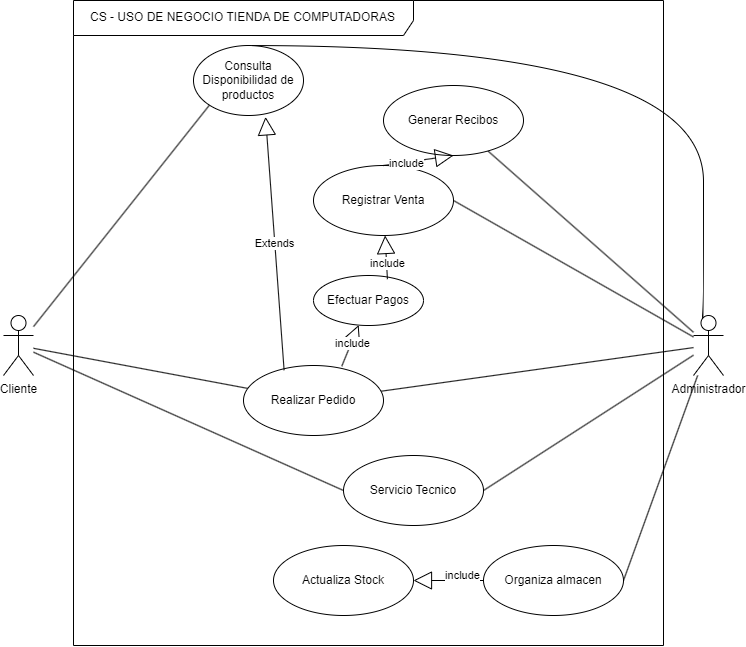 CS - USO DE NEGOCIO TIENDA DE COMPUTADORAS
Consulta
Disponibilidad de
productos
Generar Recibos
include
Registrar Venta
Extends
include
Efectuar Pagos
include
Realizar Pedido
Cliente
Administrador
Servicio Tecnico
Actualiza Stock
include
Organiza almacen